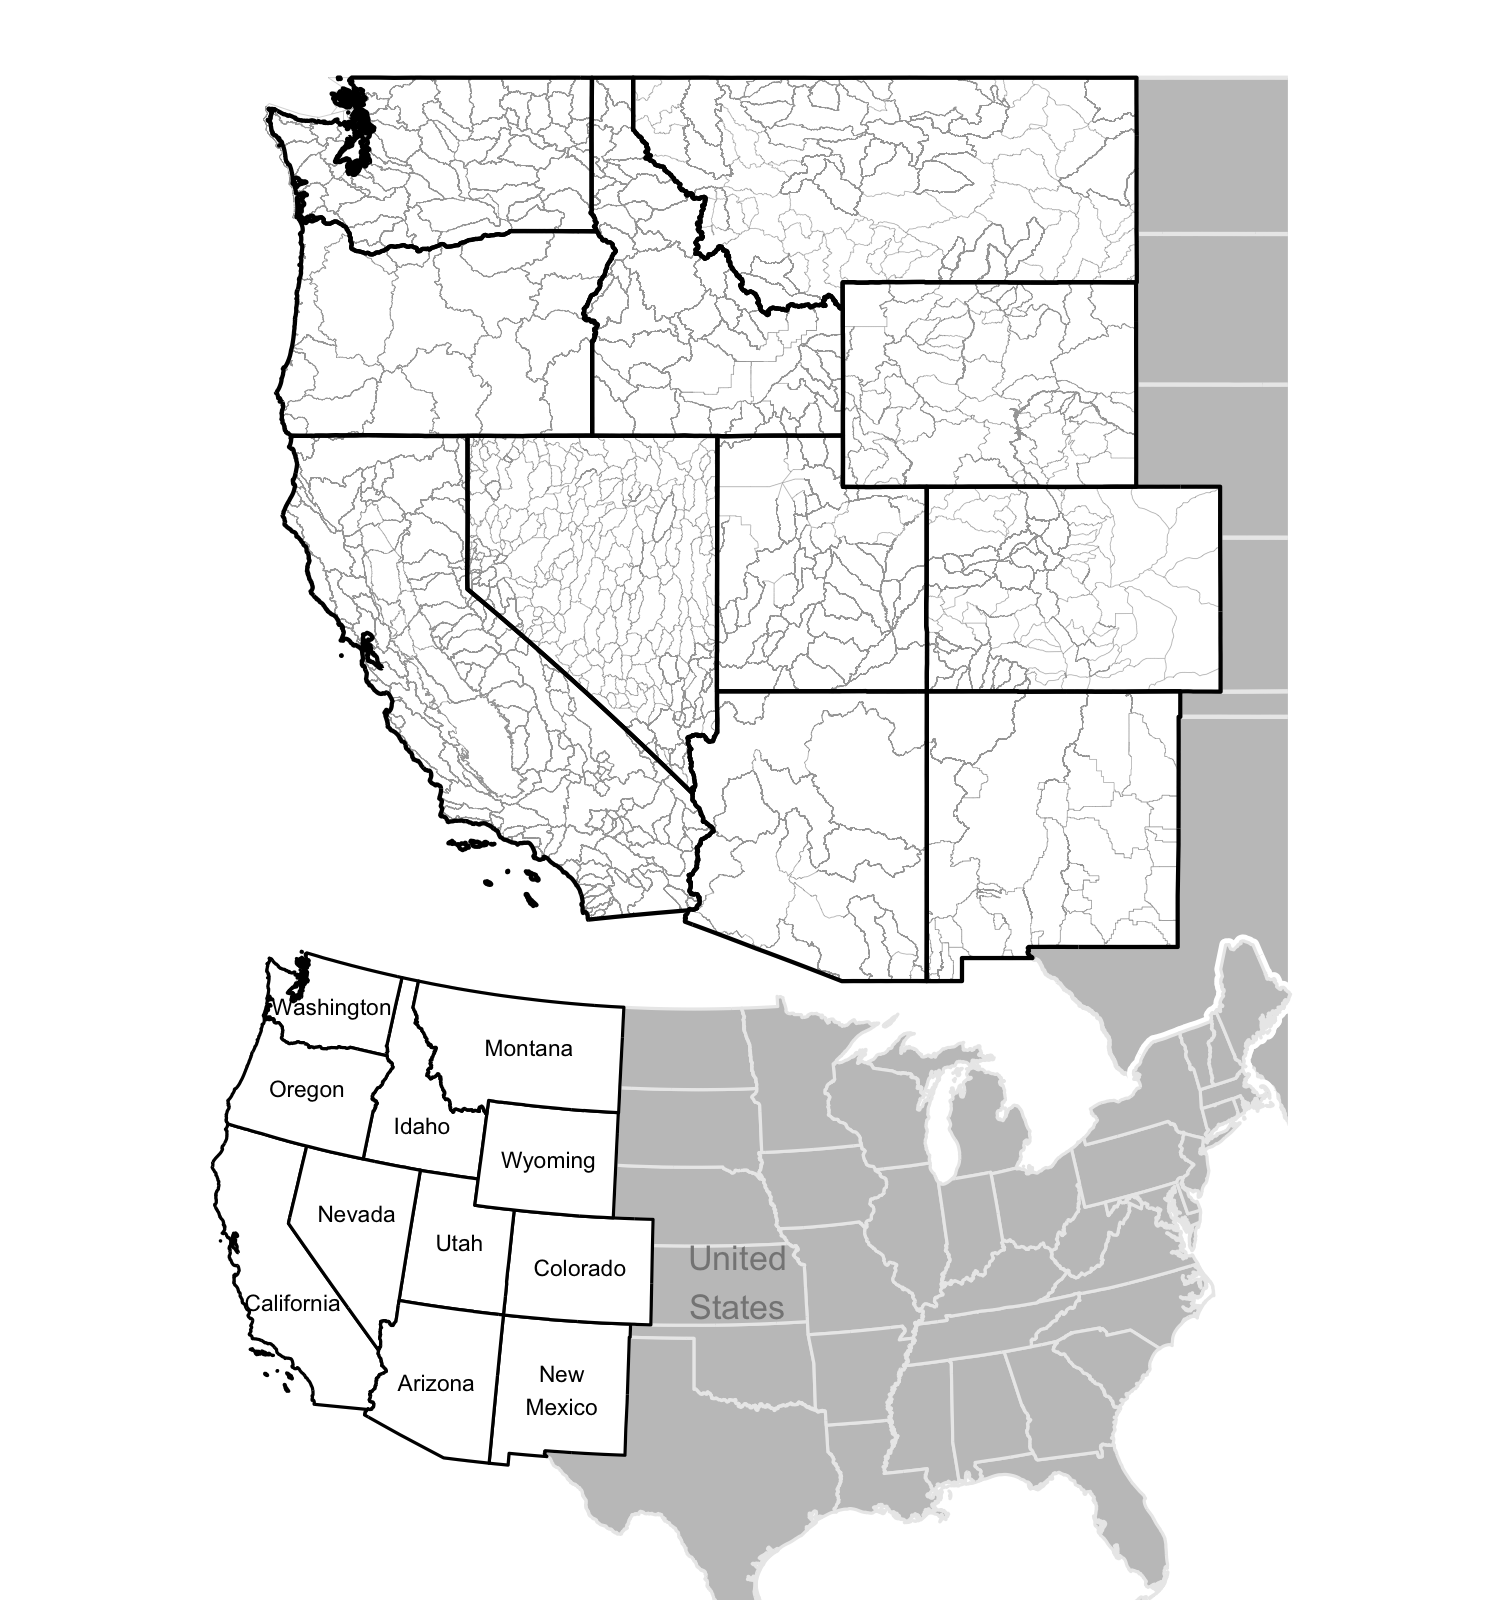 Washington
Montana
Oregon
Idaho
Wyoming
Nevada
Utah
United
Colorado
States
California
New
Arizona
Mexico